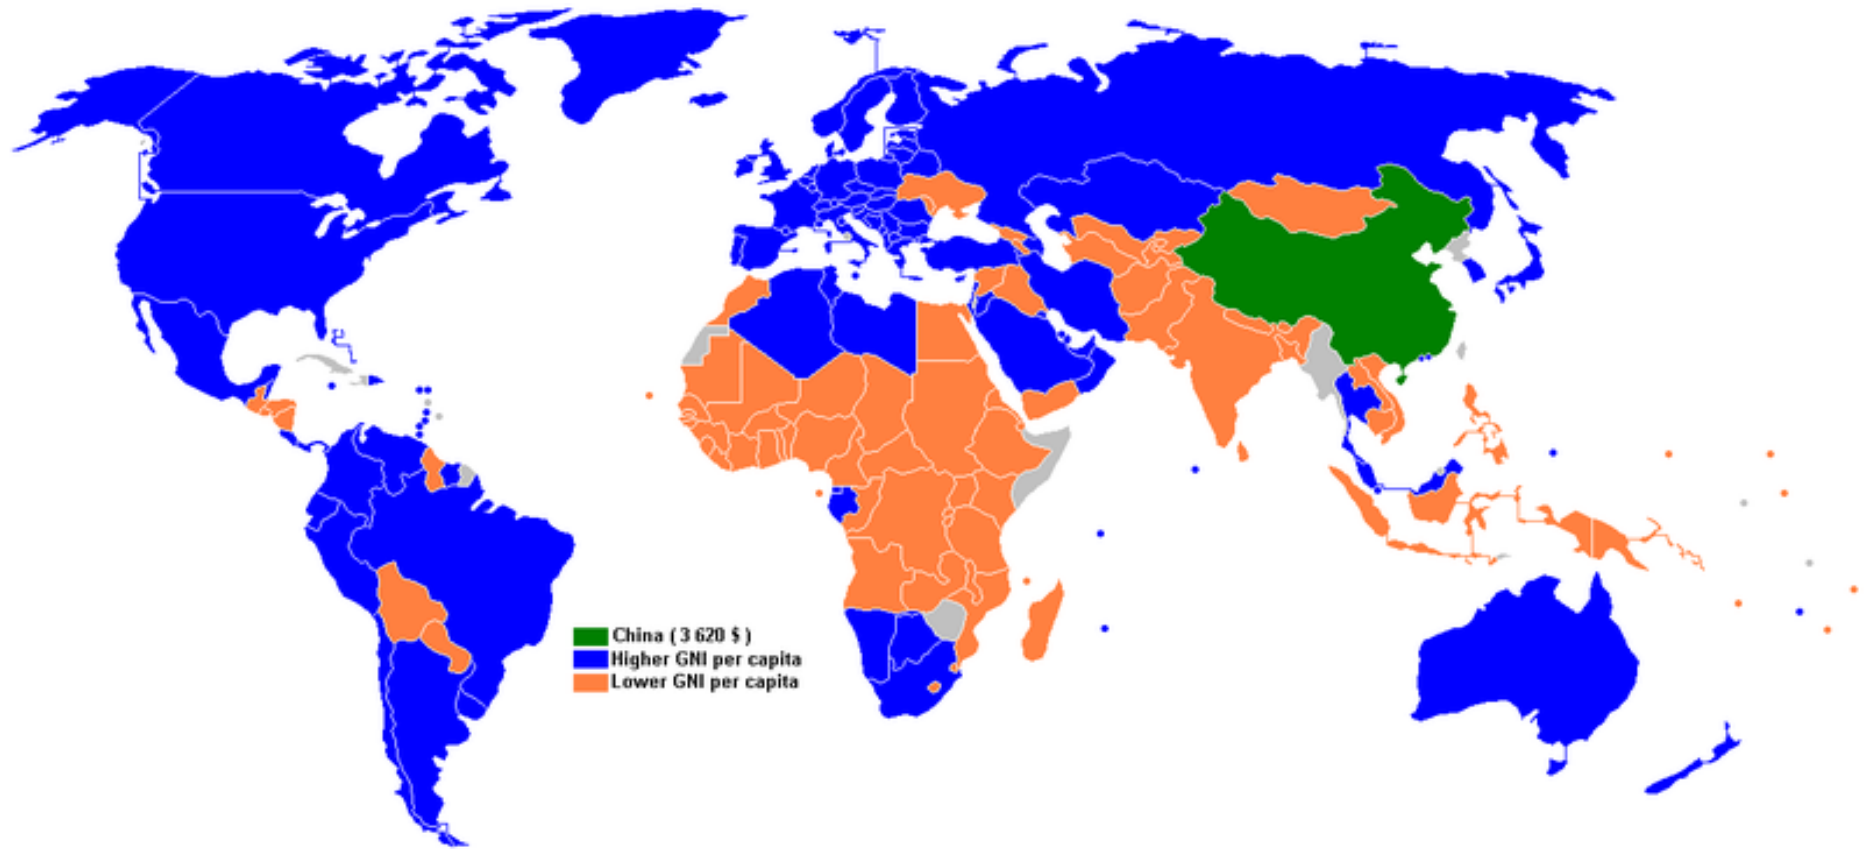 China ( 3 620 $ )
Higher GNI per capita
Lower GNI per capita